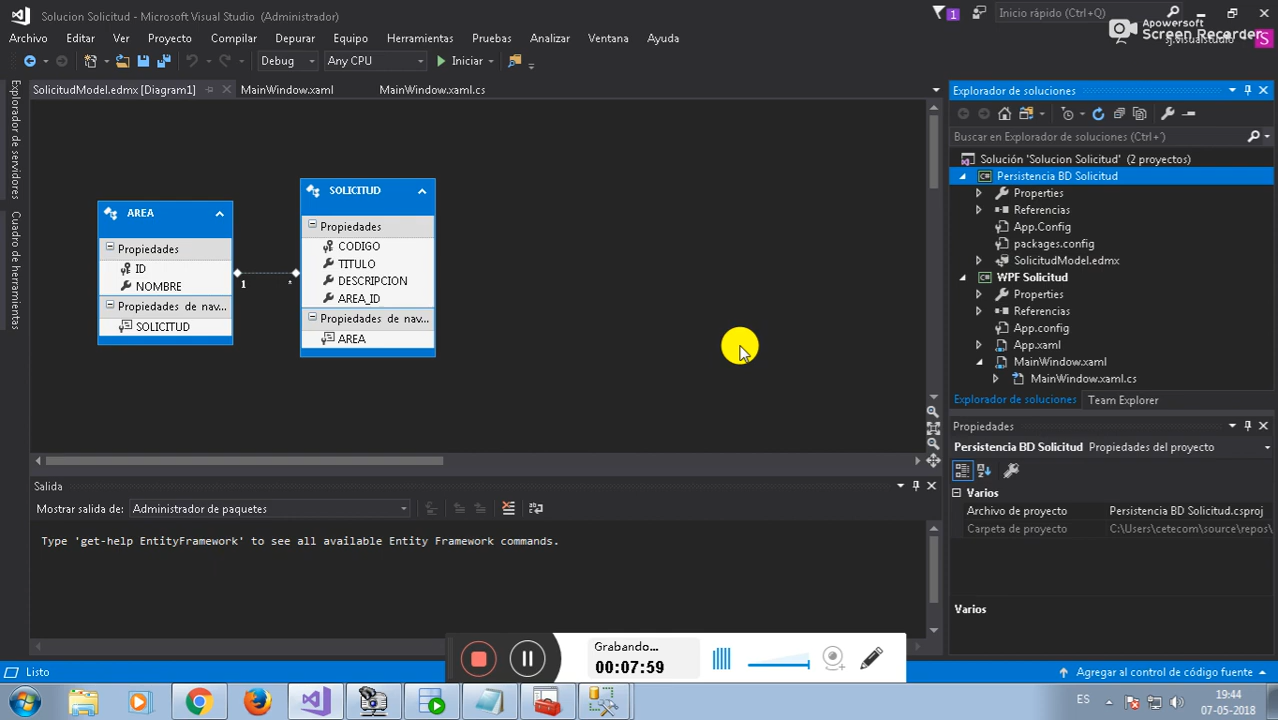 Solucion Solicitud - Microsoft Visual Studio (Administrador)
1
Inicio rápido (Ctrl+Q)
Apowersoft
Screen Recorder
Archivo Editar Ver Proyecto Compilar Depurar Equipo Herramientas Pruebas Analizar Ventana Ayuda
S
Debug Any CPU Iniciar
Explorador de servidores
Cuadro de herramientas
SolicitudModel.edmx [Diagram1] MainWindow.xaml MainWindow.xaml.cs
AREA
Propiedades
ID
NOMBRE
Propiedades de nav...
SOLICITUD
1
*
SOLICITUD
Propiedades
CODIGO
TITULO
DESCRIPCION
AREA_ID
Propiedades de nav...
AREA
Explorador de soluciones
Buscar en Explorador de soluciones (Ctrl+´)
Solución 'Solucion Solicitud' (2 proyectos)
Persistencia BD Solicitud
Properties
Referencias
App.Config
packages.config
SolicitudModel.edmx
WPF Solicitud
Properties
Referencias
App.config
App.xaml
MainWindow.xaml
MainWindow.xaml.cs
Explorador de soluciones Team Explorer
Propiedades
Persistencia BD Solicitud Propiedades del proyecto
Varios
Archivo de proyecto Persistencia BD Solicitud.csproj
Carpeta de proyecto C:\Users\cetecom\source\repos\
Varios
Salida
Mostrar salida de: Administrador de paquetes
Type 'get-help EntityFramework' to see all available Entity Framework commands.
Grabando...
00:07:59
Listo
Agregar al control de código fuente
ES
19:44
07-05-2018